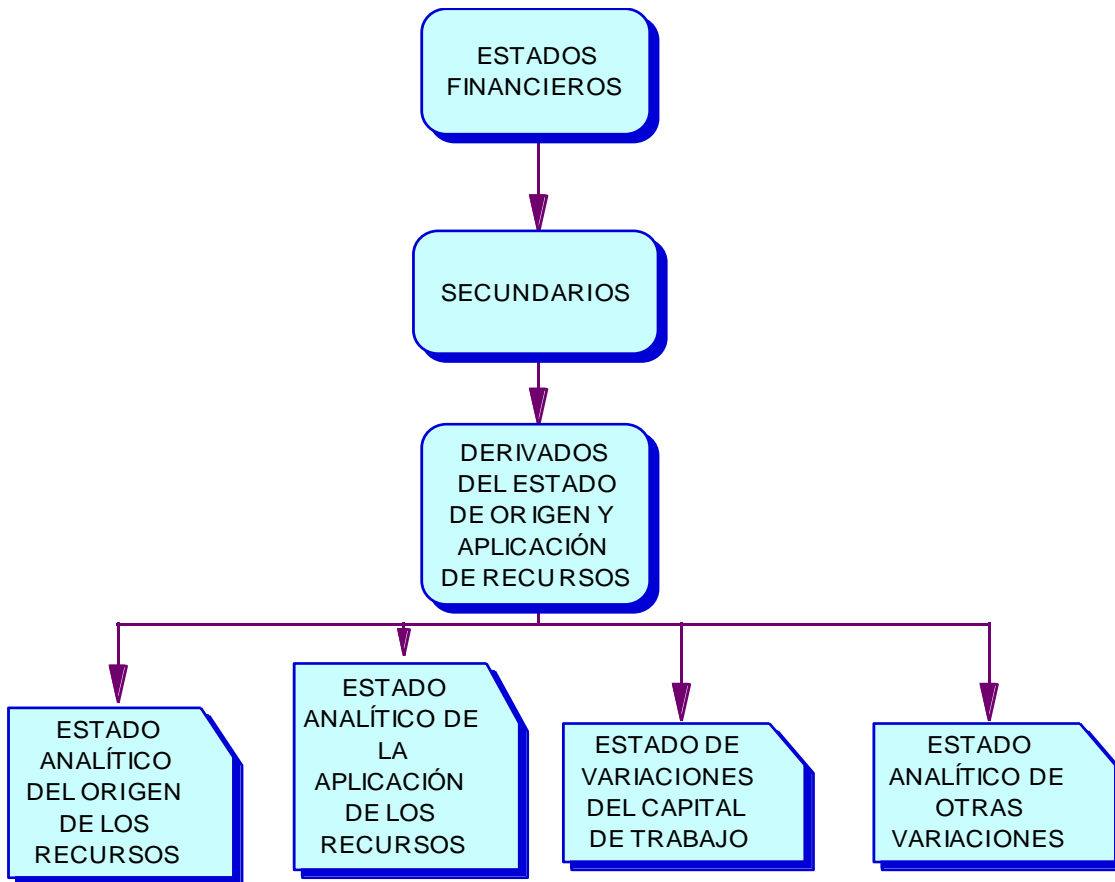 ESTADOS
FINANCIEROS
SECUNDARIOS
DERIVADOS
DEL ESTADO
DE ORIGEN Y
APLICACIÓN
DE RECURSOS
ESTADO
ANALÍTICO
DEL ORIGEN
DE LOS
RECURSOS
ESTADO
ANALÍTICO DE
LA
APLICACIÓN
DE LOS
RECURSOS
ESTADO DE
VARIACIONES
DEL CAPITAL
DE TRABAJO
ESTADO
ANALÍTICO DE
OTRAS
VARIACIONES